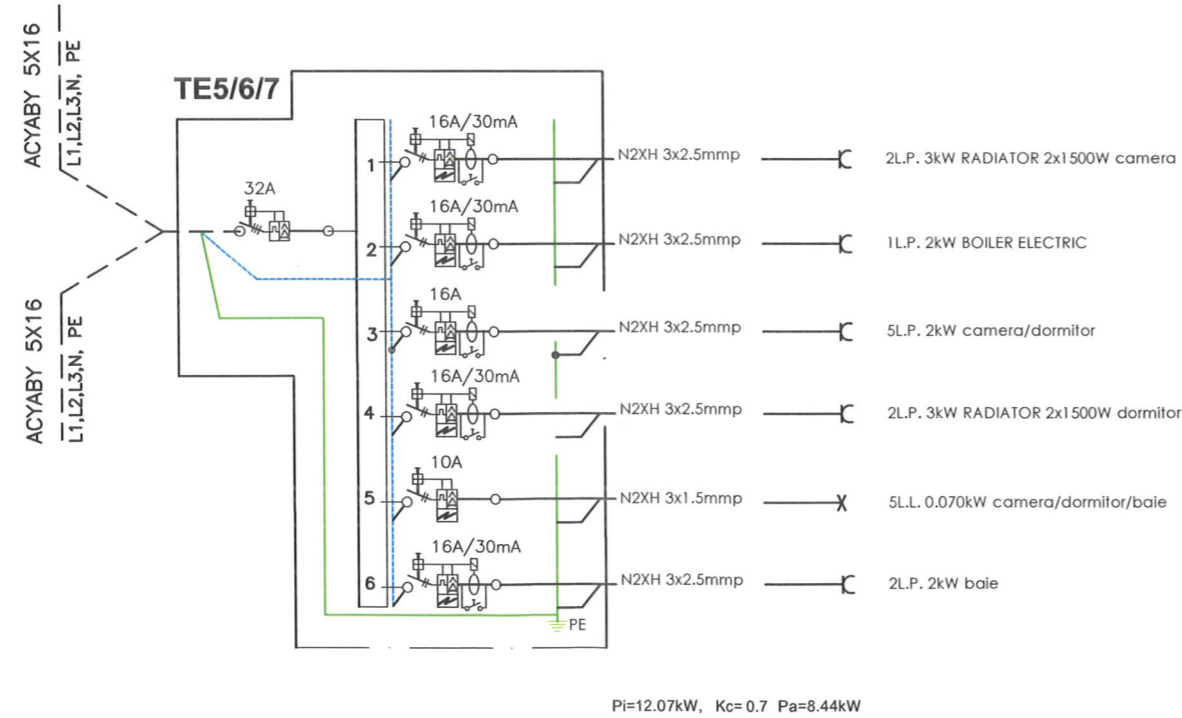 ACYABY 5X16
L1,L2,L3,N, PE
TE5/6/7
32A
ACYABY 5X16
L1,L2,L3,N, PE
1 16A/30mA N2XH 3x2.5mmp 2L.P. 3kW RADIATOR 2x1500W camera
2 16A/30mA N2XH 3x2.5mmp 1L.P. 2kW BOILER ELECTRIC
3 16A N2XH 3x2.5mmp 5L.P. 2kW camera/dormitor
4 16A/30mA N2XH 3x2.5mmp 2L.P. 3kW RADIATOR 2x1500W dormitor
5 10A N2XH 3x1.5mmp 5L.L. 0.070kW camera/dormitor/baie
6 16A/30mA N2XH 3x2.5mmp 2L.P. 2kW baie
PE
Pi=12.07kW, Kc= 0.7 Pa=8.44kW